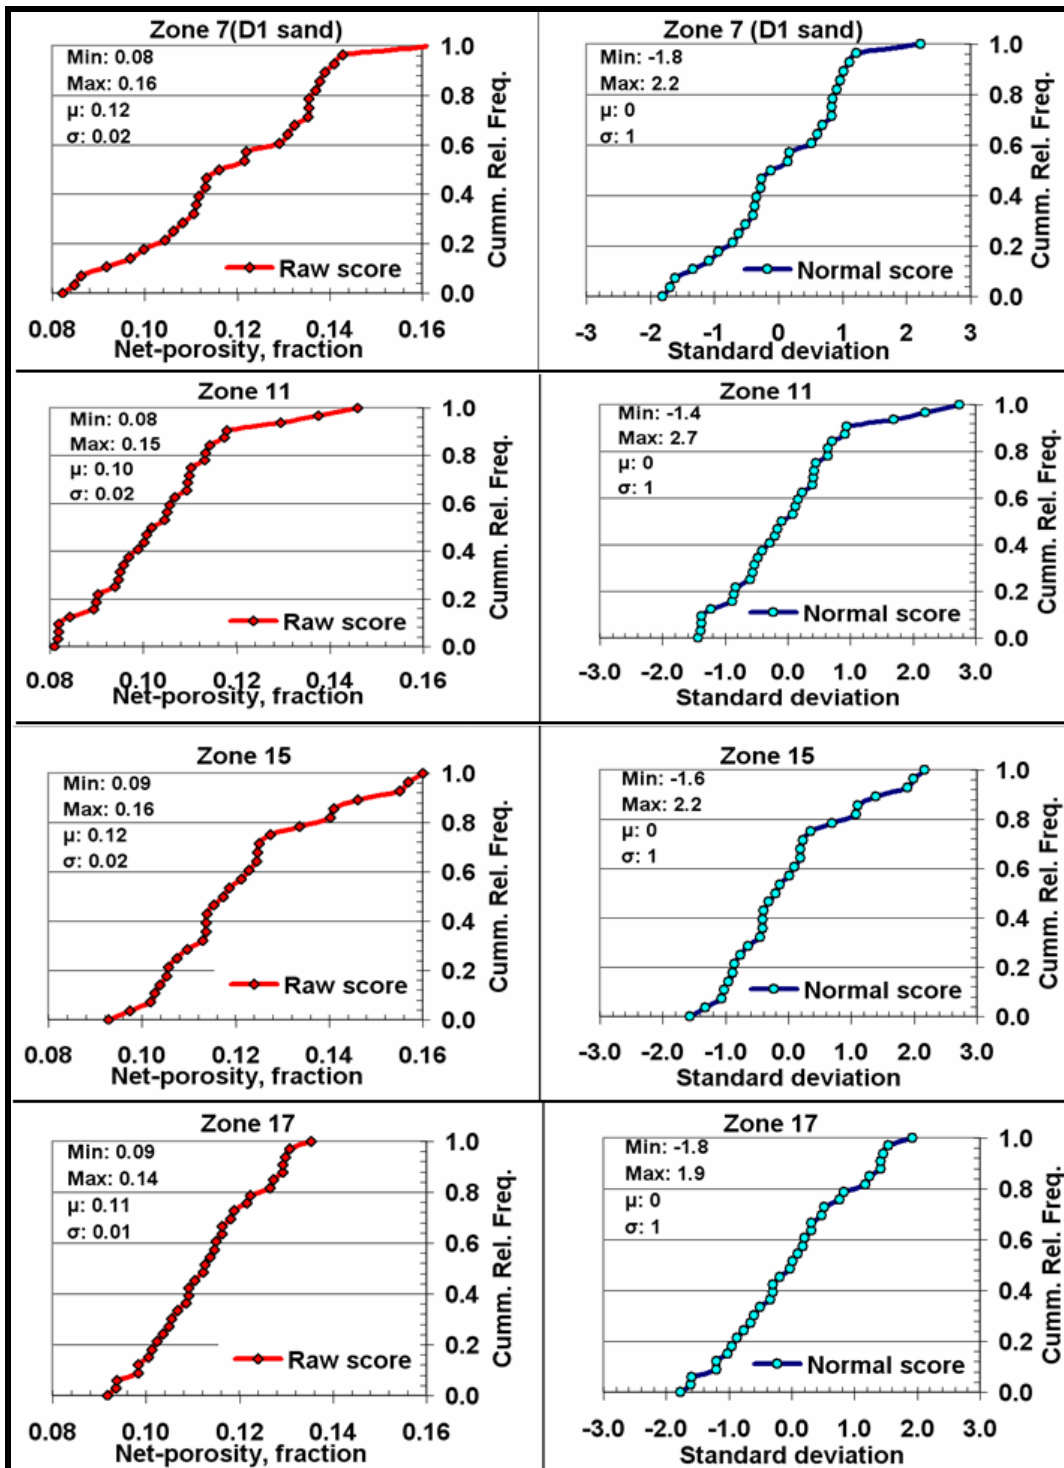 Zone 7(D1 sand)
Min: 0.08
Max: 0.16
µ: 0.12
σ: 0.02
Raw score
1.0
0.8
0.6
0.4
0.2
0.0
Cumm. Rel. Freq.
0.08 0.10 0.12 0.14 0.16
Net-porosity, fraction
Zone 7 (D1 sand)
Min: -1.8
Max: 2.2
µ: 0
σ: 1
Normal score
1.0
0.8
0.6
0.4
0.2
0.0
Cumm. Rel. Freq.
-3 -2 -1 0 1 2 3
Standard deviation
Zone 11
Min: 0.08
Max: 0.15
µ: 0.10
σ: 0.02
Raw score
1.0
0.8
0.6
0.4
0.2
0.0
Cumm. Rel. Freq.
0.08 0.10 0.12 0.14 0.16
Net-porosity, fraction
Zone 11
Min: -1.4
Max: 2.7
µ: 0
σ: 1
Normal score
1.0
0.8
0.6
0.4
0.2
0.0
Cumm. Rel. Freq.
-3.0 -2.0 -1.0 0.0 1.0 2.0 3.0
Standard deviation
Zone 15
Min: 0.09
Max: 0.16
µ: 0.12
σ: 0.02
Raw score
1.0
0.8
0.6
0.4
0.2
0.0
Cumm. Rel. Freq.
0.08 0.10 0.12 0.14 0.16
Net-porosity, fraction
Zone 15
Min: -1.6
Max: 2.2
µ: 0
σ: 1
Normal score
1.0
0.8
0.6
0.4
0.2
0.0
Cumm. Rel. Freq.
-3.0 -2.0 -1.0 0.0 1.0 2.0 3.0
Standard deviation
Zone 17
Min: 0.09
Max: 0.14
µ: 0.11
σ: 0.01
Raw score
1.0
0.8
0.6
0.4
0.2
0.0
Cumm. Rel. Freq.
0.08 0.10 0.12 0.14 0.16
Net-porosity, fraction
Zone 17
Min: -1.8
Max: 1.9
µ: 0
σ: 1
Normal score
1.0
0.8
0.6
0.4
0.2
0.0
Cumm. Rel. Freq.
-3.0 -2.0 -1.0 0.0 1.0 2.0 3.0
Standard deviation